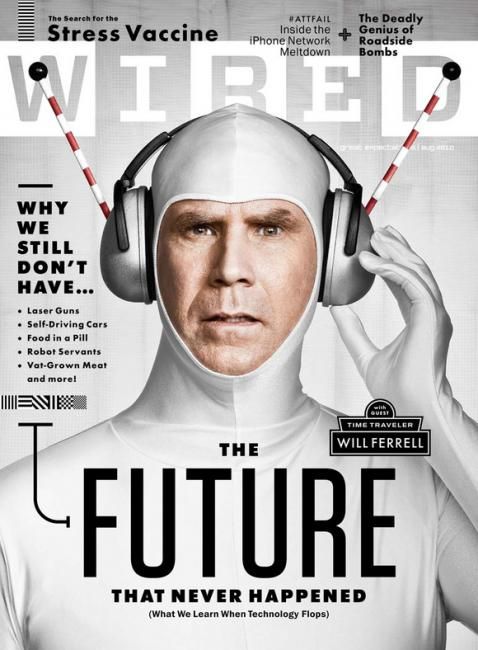 The Search for the
Stress Vaccine
#ATTFAIL
Inside the
iPhone Network
Meltdown
+
The Deadly
Genius of
Roadside
Bombs
WIRED
aug 2010
WHY
WE
STILL
DON'T
HAVE...
• Laser Guns
• Self-Driving Cars
• Food in a Pill
• Robot Servants
• Vat-Grown Meat
and more!
with
GUEST
TIME TRAVELER
WILL FERRELL
THE
FUTURE
THAT NEVER HAPPENED
(What We Learn When Technology Flops)